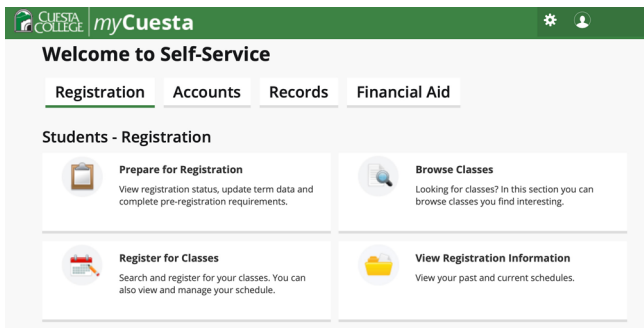 CUESTA COLLEGE myCuesta
Welcome to Self-Service
Registration Accounts Records Financial Aid
Students - Registration
Prepare for Registration
View registration status, update term data and
complete pre-registration requirements.
Browse Classes
Looking for classes? In this section you can
browse classes you find interesting.
Register for Classes
Search and register for your classes. You can
also view and manage your schedule.
View Registration Information
View your past and current schedules.